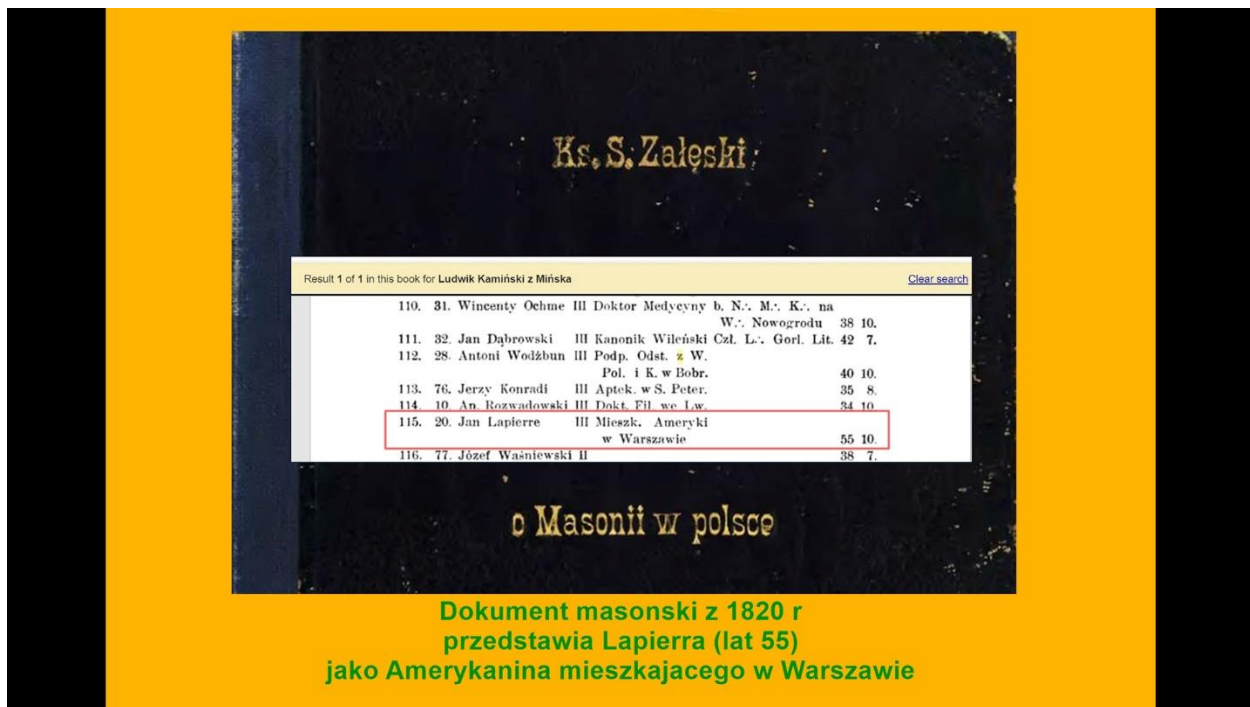 Ks. S. Załęski
Result 1 of 1 in this book for Ludwik Kamiński z Mińska Clear search
110. 31. Wincenty Ochme III Doktor Medycyny b. N.·. M.·. K.·. na
W.·. Nowogrodu 38 10.
111. 32. Jan Dąbrowski III Kanonik Wileński Czł. L.·. Gorl. Lit. 42 7.
112. 28. Antoni Wodźbun III Podp. Odst. z W.
Pol. i K. w Bobr. 40 10.
113. 76. Jerzy Konradi III Aptek. w S. Peter. 35 8.
114. 10. An. Rozwadowski III Dokt. Fil. we Lw. 34 10
115. 20. Jan Lapierre III Mieszk. Ameryki
w Warszawie 55 10.
116. 77. Józef Waśniewski II 38 7.
o Masonii w polsce
Dokument masonski z 1820 r
przedstawia Lapierra (lat 55)
jako Amerykanina mieszkajacego w Warszawie